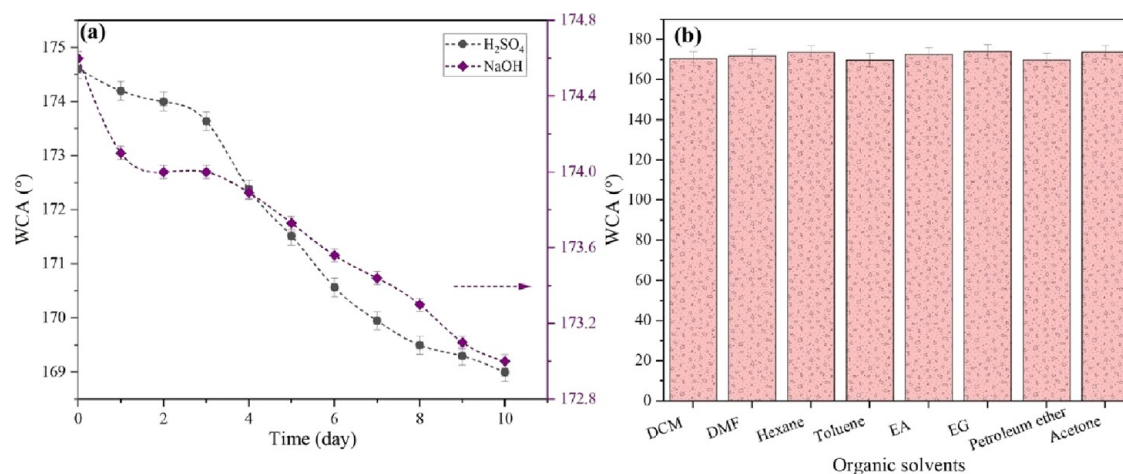 (a)
H₂SO₄
NaOH
175
174
173
172
171
170
169
WCA (°)
174.8
174.4
174.0
173.6
173.2
172.8
0 2 4 6 8 10
Time (day)
(b)
180
160
140
120
100
80
60
40
20
0
WCA (°)
DCM
DMF
Hexane
Toluene
EA
EG
Petroleum ether
Acetone
Organic solvents